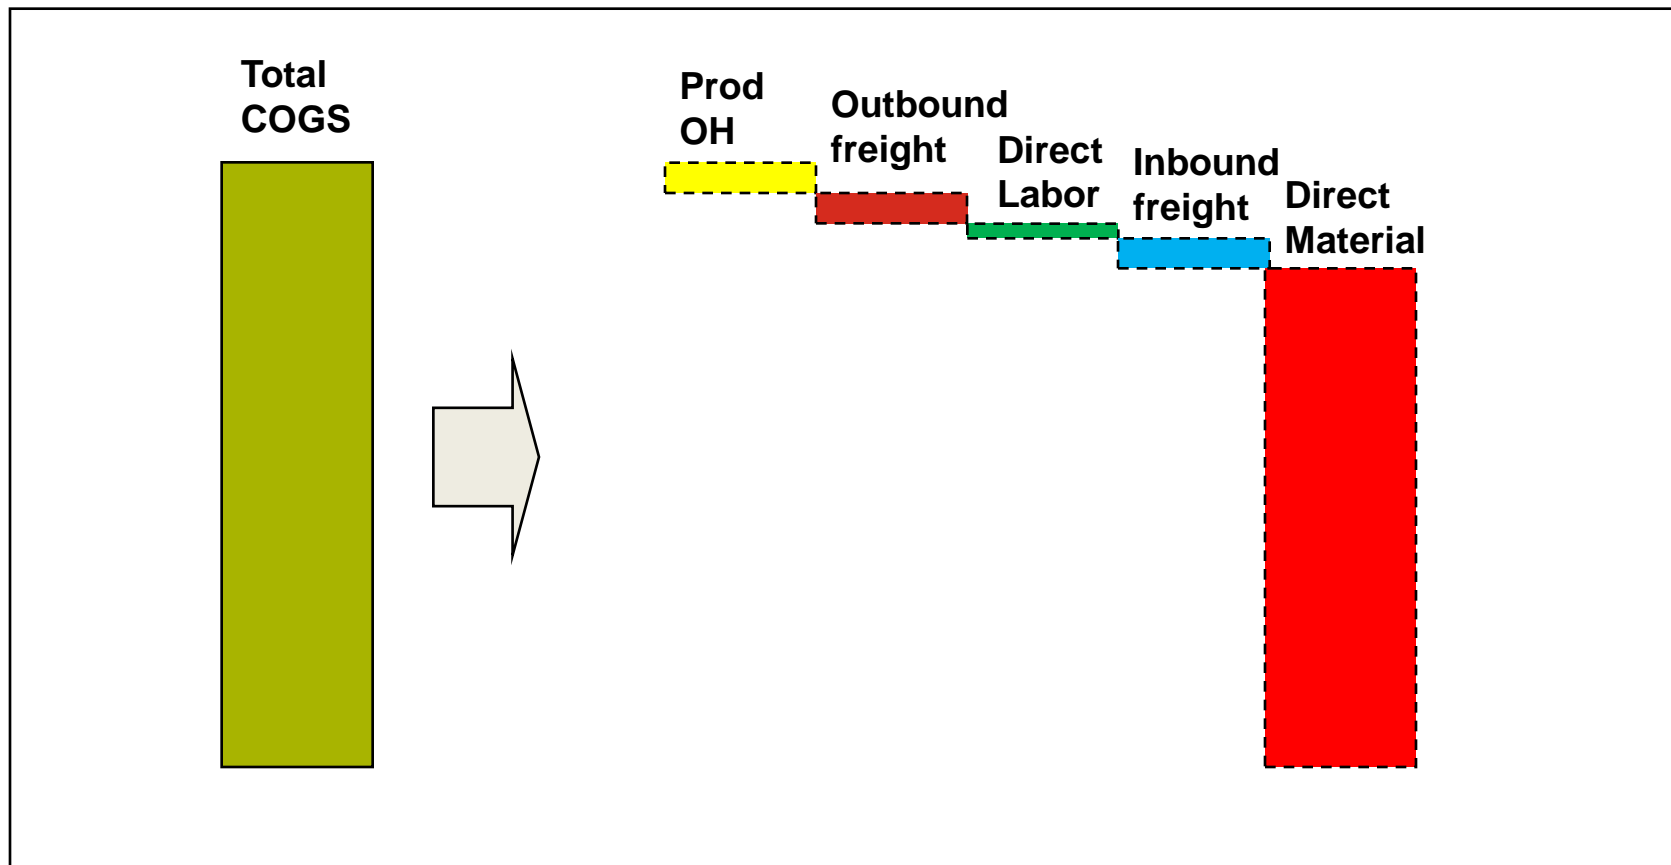 Total
COGS
Prod
OH
Outbound
freight
Direct
Labor
Inbound
freight
Direct
Material